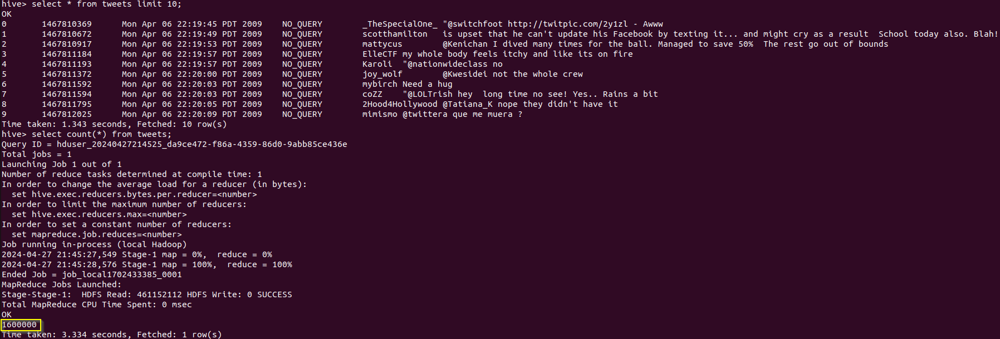 hive> select * from tweets limit 10;
OK
0       1467810369      Mon Apr 06 22:19:45 PDT 2009    NO_QUERY        _TheSpecialOne_ "@switchfoot http://twitpic.com/2y1zl - Awww
1       1467810672      Mon Apr 06 22:19:49 PDT 2009    NO_QUERY        scotthamilton   is upset that he can't update his Facebook by texting it... and might cry as a result  School today also. Blah!
2       1467810917      Mon Apr 06 22:19:53 PDT 2009    NO_QUERY        mattycus        @Kenichan I dived many times for the ball. Managed to save 50%  The rest go out of bounds
3       1467811184      Mon Apr 06 22:19:57 PDT 2009    NO_QUERY        ElleCTF my whole body feels itchy and like its on fire
4       1467811193      Mon Apr 06 22:19:57 PDT 2009    NO_QUERY        Karoli  "@nationwideclass no
5       1467811372      Mon Apr 06 22:20:00 PDT 2009    NO_QUERY        joy_wolf        @Kwesidei not the whole crew
6       1467811592      Mon Apr 06 22:20:03 PDT 2009    NO_QUERY        mybirch Need a hug
7       1467811594      Mon Apr 06 22:20:03 PDT 2009    NO_QUERY        coZZ    "@LOLTrish hey  long time no see! Yes.. Rains a bit
8       1467811795      Mon Apr 06 22:20:05 PDT 2009    NO_QUERY        2Hood4Hollywood @Tatiana_K nope they didn't have it
9       1467812025      Mon Apr 06 22:20:09 PDT 2009    NO_QUERY        mimismo @twittera que me muera ?
Time taken: 1.343 seconds, Fetched: 10 row(s)
hive> select count(*) from tweets;
Query ID = hduser_20240427214525_da9ce472-f86a-4359-86d0-9abb85ce436e
Total jobs = 1
Launching Job 1 out of 1
Number of reduce tasks determined at compile time: 1
In order to change the average load for a reducer (in bytes):
  set hive.exec.reducers.bytes.per.reducer=<number>
In order to limit the maximum number of reducers:
  set hive.exec.reducers.max=<number>
In order to set a constant number of reducers:
  set mapreduce.job.reduces=<number>
Job running in-process (local Hadoop)
2024-04-27 21:45:27,549 Stage-1 map = 0%,  reduce = 0%
2024-04-27 21:45:28,576 Stage-1 map = 100%,  reduce = 100%
Ended Job = job_local1702433385_0001
MapReduce Jobs Launched:
Stage-Stage-1:  HDFS Read: 461152112 HDFS Write: 0 SUCCESS
Total MapReduce CPU Time Spent: 0 msec
OK
1600000
Time taken: 3.334 seconds, Fetched: 1 row(s)